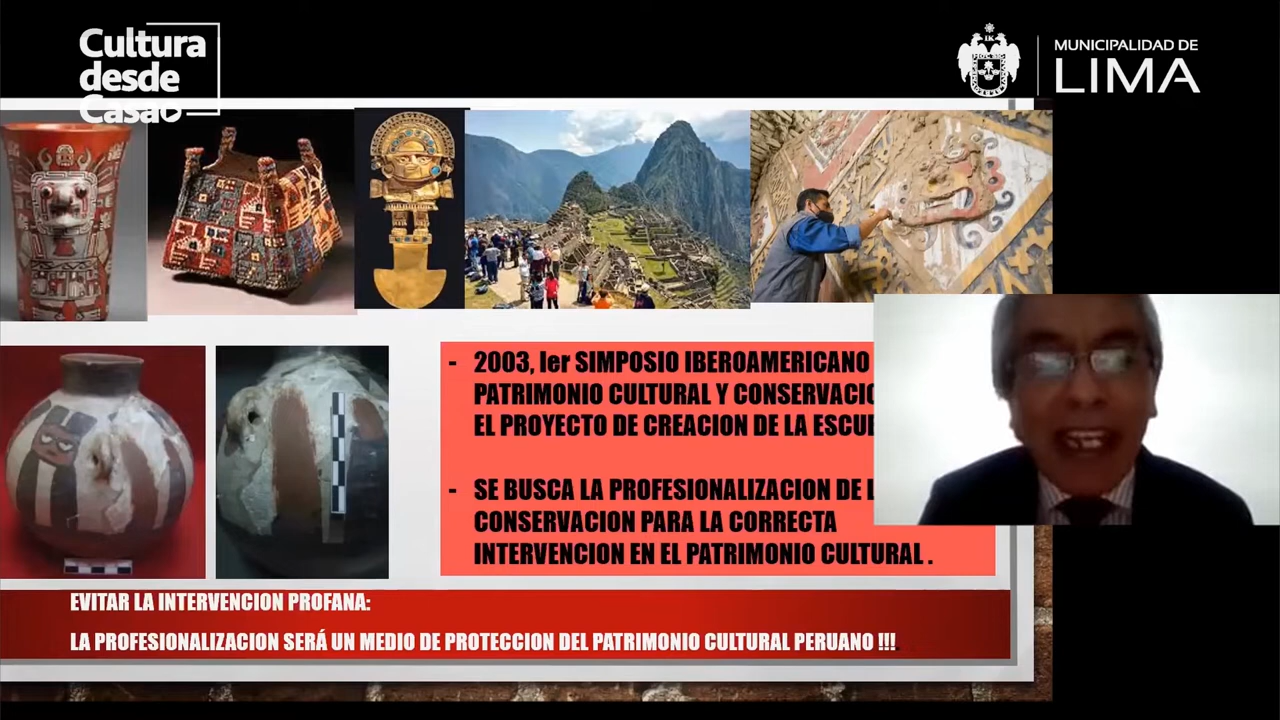 Cultura
desde
Casa
MUNICIPALIDAD DE
LIMA
- 2003, Ier SIMPOSIO IBEROAMERICANO
PATRIMONIO CULTURAL Y CONSERVACIO
EL PROYECTO DE CREACION DE LA ESCUE
- SE BUSCA LA PROFESIONALIZACION DE L
CONSERVACION PARA LA CORRECTA
INTERVENCION EN EL PATRIMONIO CULTURAL .
EVITAR LA INTERVENCION PROFANA:
LA PROFESIONALIZACION SERÁ UN MEDIO DE PROTECCION DEL PATRIMONIO CULTURAL PERUANO !!!.